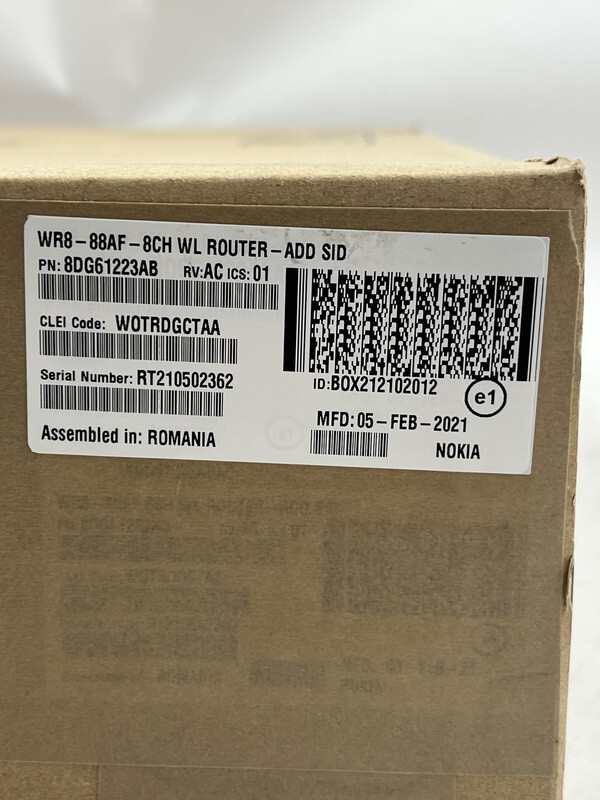 WR8-88AF-8CH WL ROUTER-ADD SID
PN: 8DG61223AB RV: AC ICS: 01
CLEI Code: WOTRDGCTAA
Serial Number: RT210502362
ID: BOX212102012
e1
MFD: 05-FEB-2021
Assembled in: ROMANIA
NOKIA